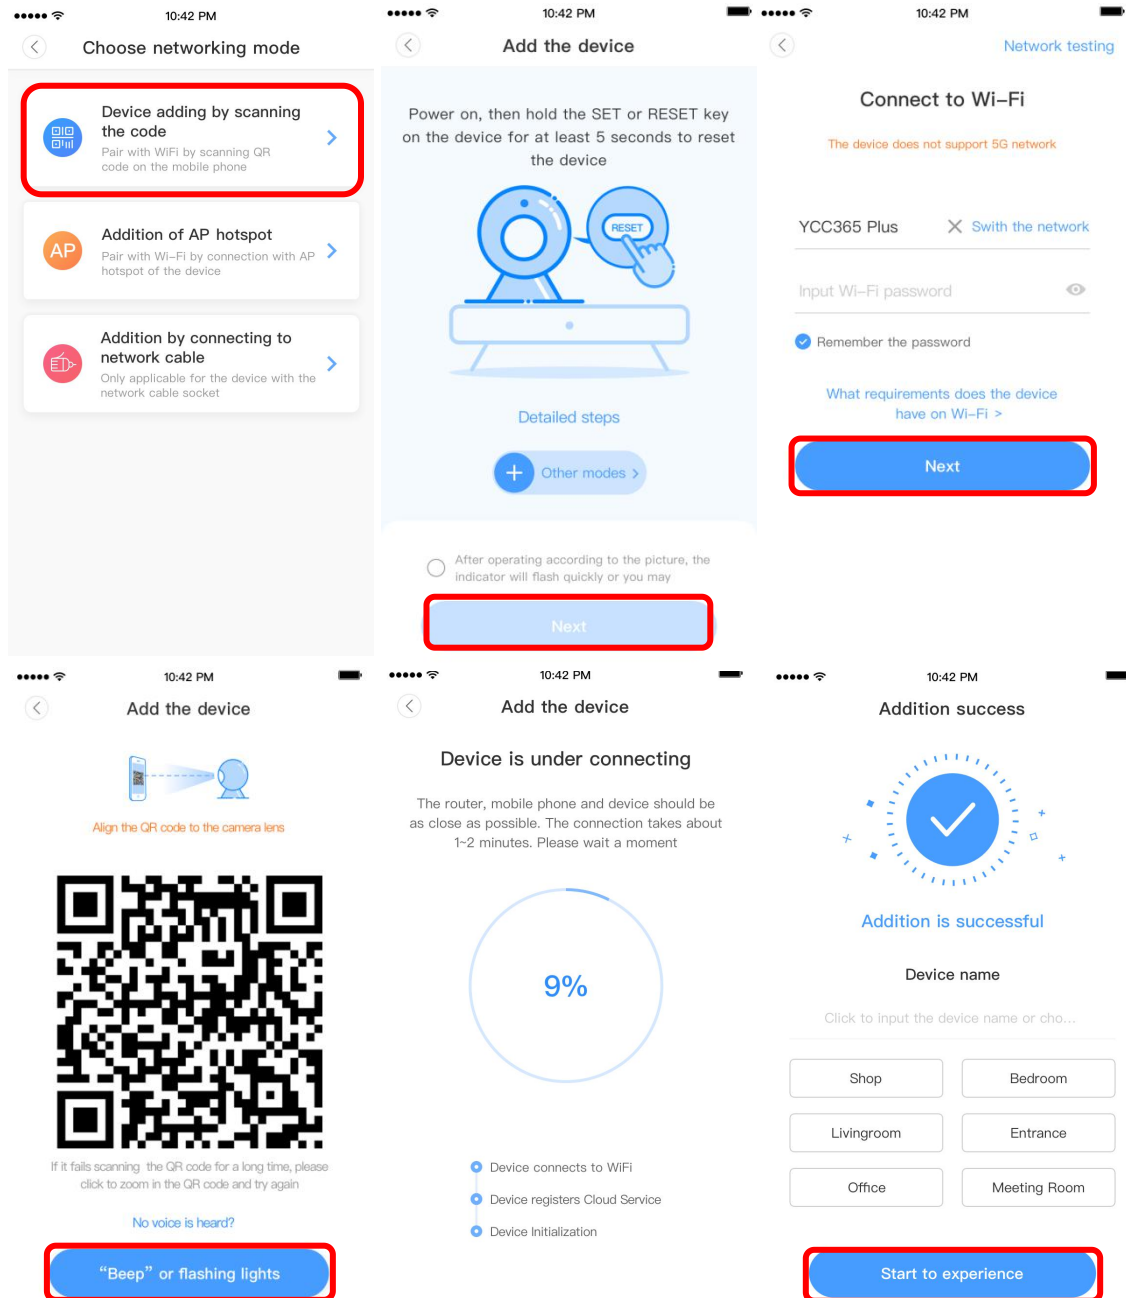 10:42 PM
Choose networking mode
Device adding by scanning
the code
Pair with WiFi by scanning QR
code on the mobile phone
AP
Addition of AP hotspot
Pair with Wi-Fi by connection with AP
hotspot of the device
Addition by connecting to
network cable
Only applicable for the device with the
network cable socket
10:42 PM
Add the device
Power on, then hold the SET or RESET key
on the device for at least 5 seconds to reset
the device
RESET
Detailed steps
Other modes >
After operating according to the picture, the
indicator will flash quickly or you may
Next
10:42 PM
Network testing
Connect to Wi-Fi
The device does not support 5G network
YCC365 Plus
Swith the network
Input Wi-Fi password
Remember the password
What requirements does the device
have on Wi-Fi >
Next
10:42 PM
Add the device
Align the QR code to the camera lens
If it fails scanning the QR code for a long time, please
click to zoom in the QR code and try again
No voice is heard?
“Beep” or flashing lights
10:42 PM
Add the device
Device is under connecting
The router, mobile phone and device should be
as close as possible. The connection takes about
1~2 minutes. Please wait a moment
9%
Device connects to WiFi
Device registers Cloud Service
Device Initialization
10:42 PM
Addition success
Addition is successful
Device name
Click to input the device name or cho...
Shop
Bedroom
Livingroom
Entrance
Office
Meeting Room
Start to experience